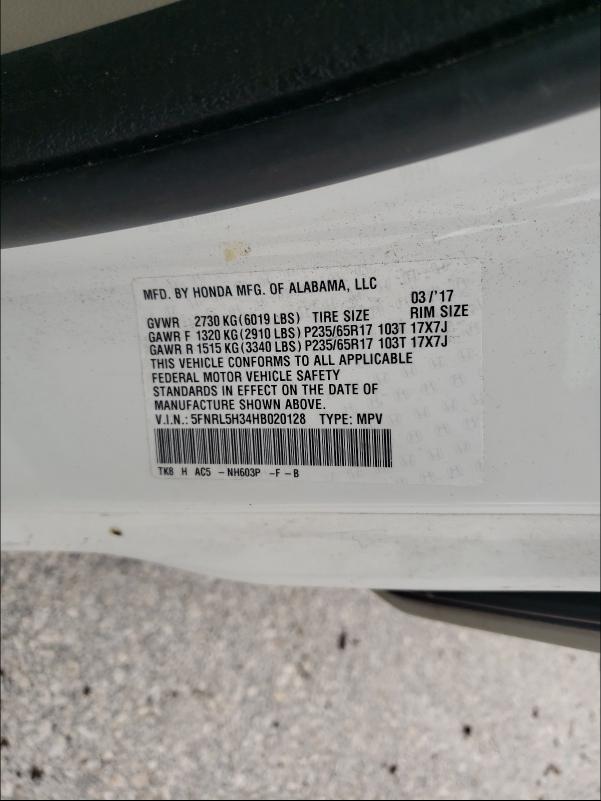 MFD. BY HONDA MFG. OF ALABAMA, LLC 03/'17
GVWR 2730 KG(6019 LBS) TIRE SIZE RIM SIZE
GAWR F 1320 KG(2910 LBS) P235/65R17 103T 17X7J
GAWR R 1515 KG(3340 LBS) P235/65R17 103T 17X7J
THIS VEHICLE CONFORMS TO ALL APPLICABLE
FEDERAL MOTOR VEHICLE SAFETY
STANDARDS IN EFFECT ON THE DATE OF
MANUFACTURE SHOWN ABOVE.
V.I.N.: 5FNRL5H34HB020128 TYPE: MPV
TK8 H AC5 -NH603P -F-B